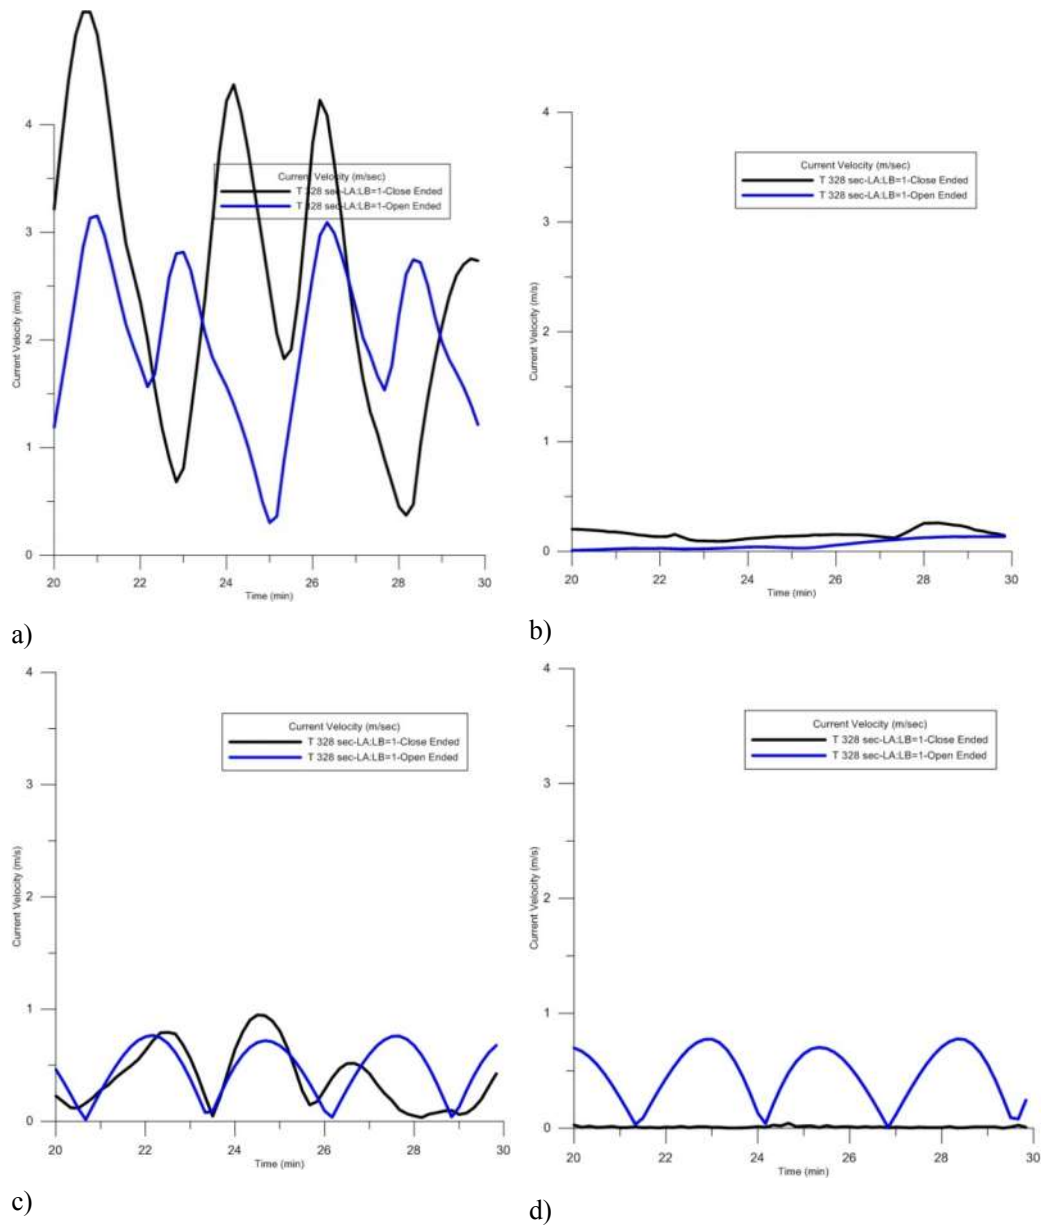 4
3
2
1
0
Current Velocity (m/s)
Current Velocity (m/sec)
T 328 sec-LA:LB=1-Close Ended
T 328 sec-LA:LB=1-Open Ended
20 22 24 26 28 30
Time (min)
a)
4
3
2
1
0
Current Velocity (m/s)
Current Velocity (m/sec)
T 328 sec-LA:LB=1-Close Ended
T 328 sec-LA:LB=1-Open Ended
20 22 24 26 28 30
Time (min)
b)
4
3
2
1
0
Current Velocity (m/s)
Current Velocity (m/sec)
T 328 sec-LA:LB=1-Close Ended
T 328 sec-LA:LB=1-Open Ended
20 22 24 26 28 30
Time (min)
c)
4
3
2
1
0
Current Velocity (m/s)
Current Velocity (m/sec)
T 328 sec-LA:LB=1-Close Ended
T 328 sec-LA:LB=1-Open Ended
20 22 24 26 28 30
Time (min)
d)